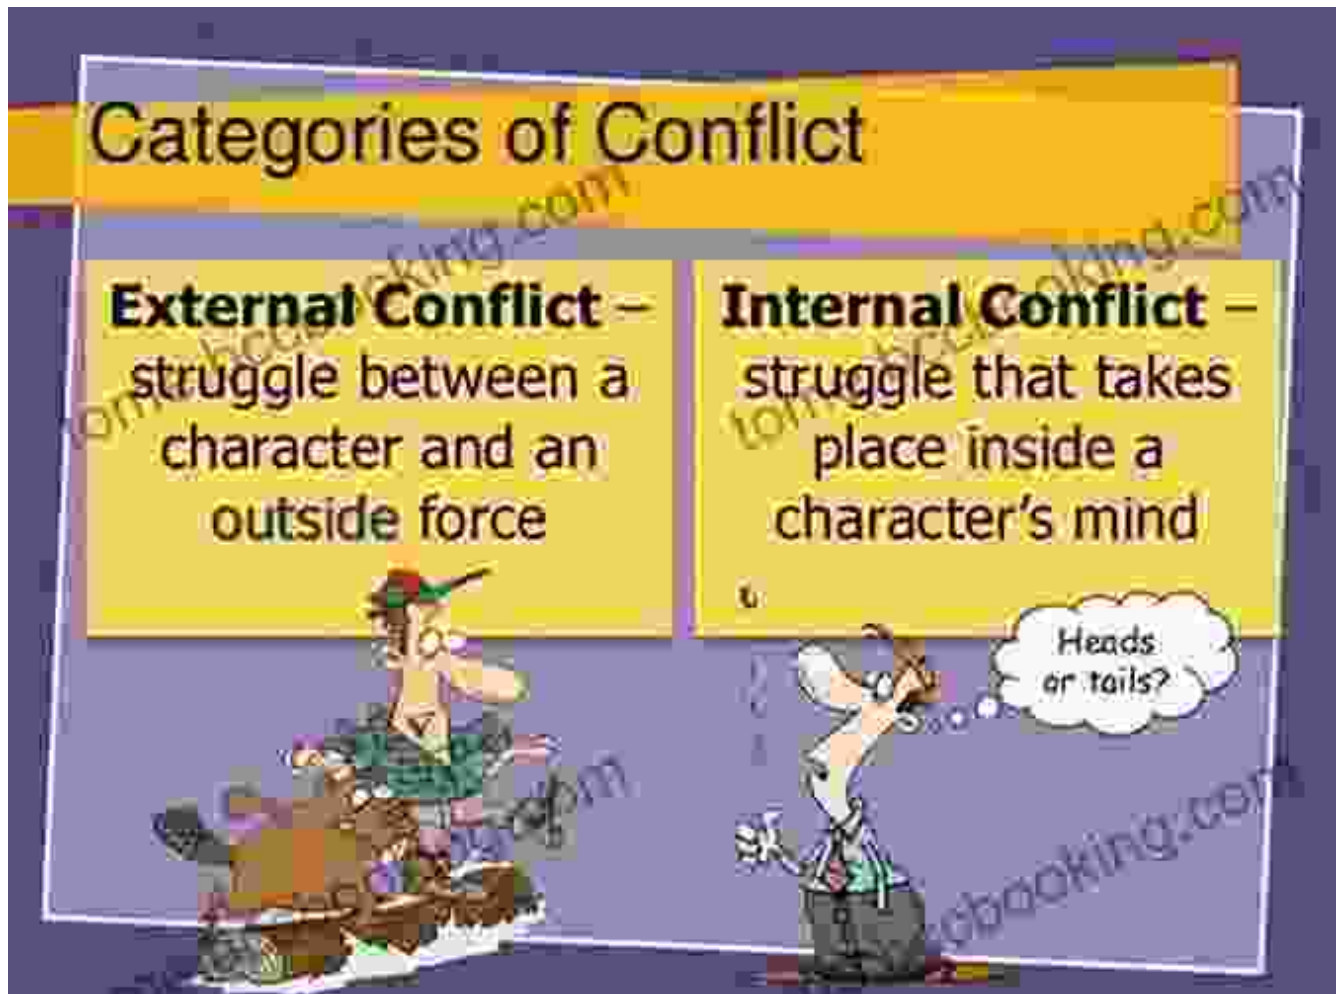 Categories of Conflict
External Conflict –
struggle between a
character and an
outside force
Internal Conflict –
struggle that takes
place inside a
character's mind
Heads
or tails?